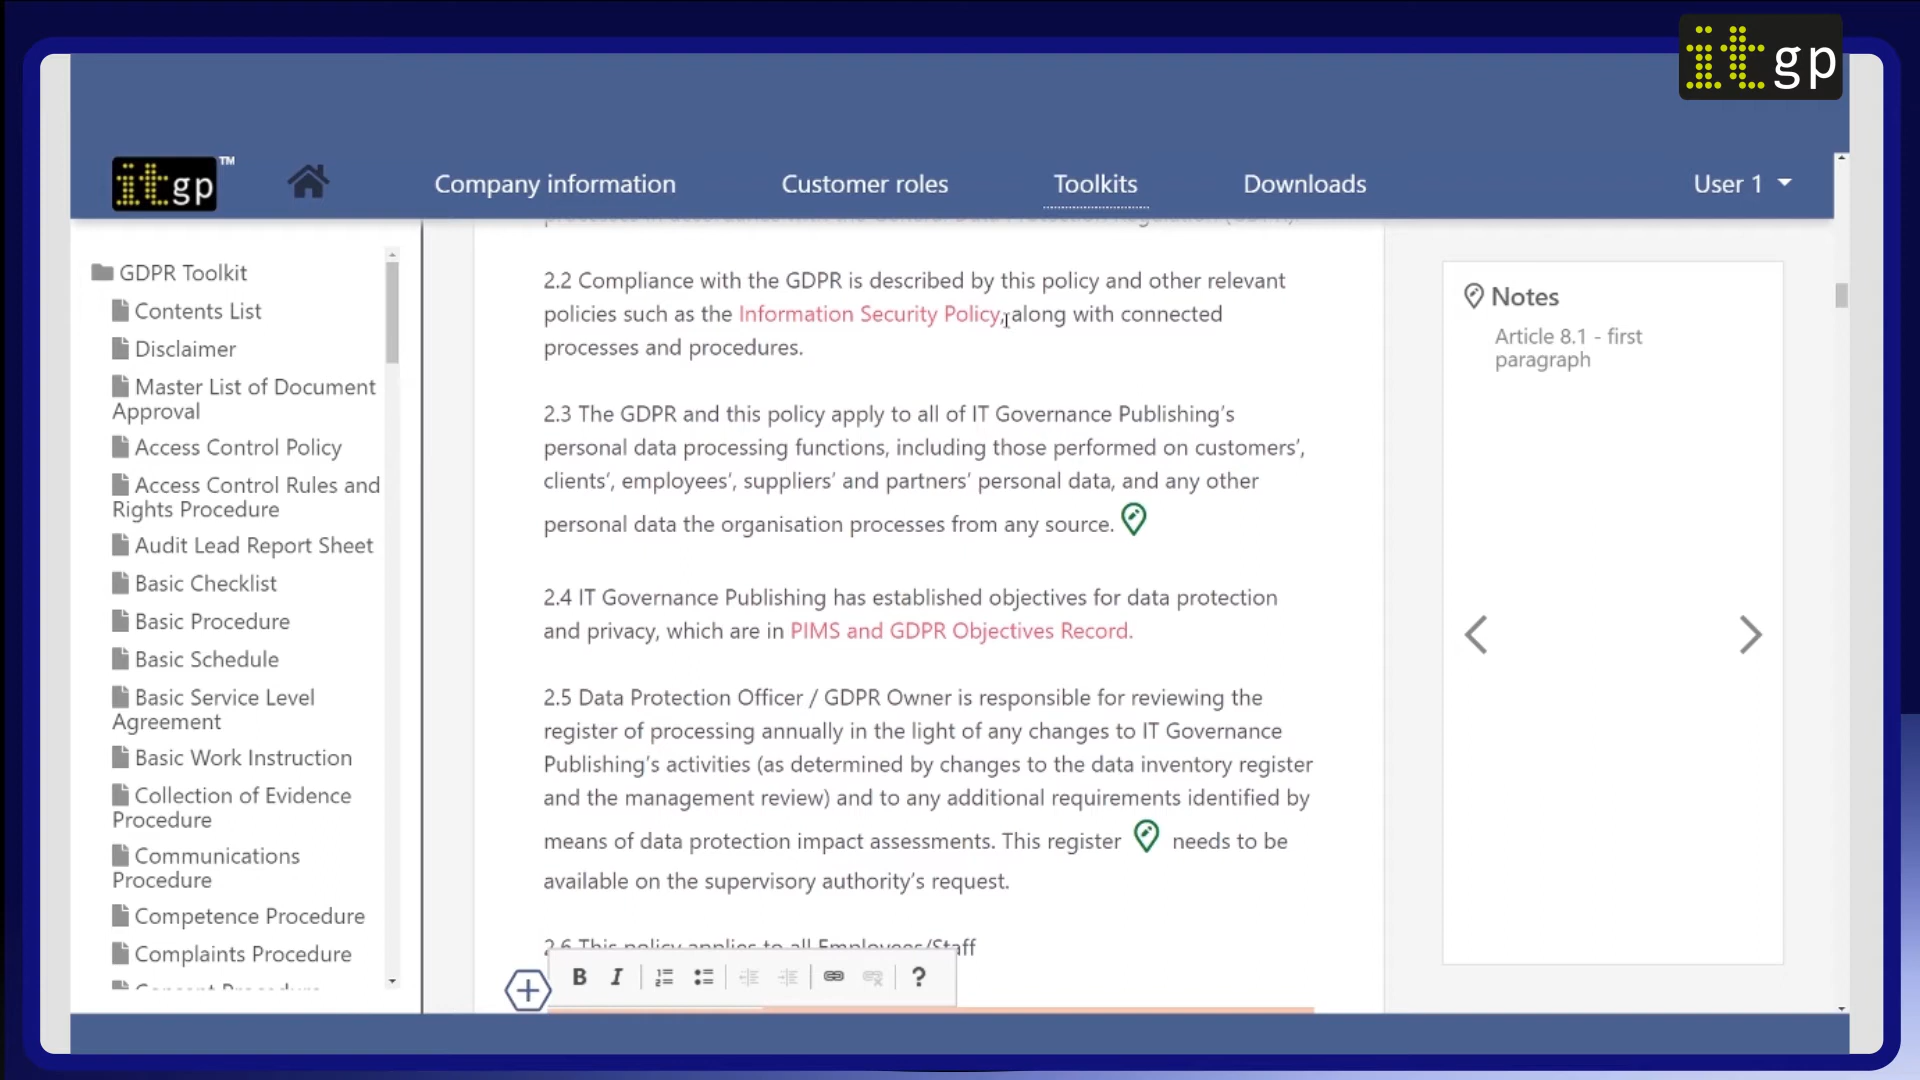 itgp
itgp™
Company information
Customer roles
Toolkits
Downloads
User 1
GDPR Toolkit
Contents List
Disclaimer
Master List of Document
Approval
Access Control Policy
Access Control Rules and
Rights Procedure
Audit Lead Report Sheet
Basic Checklist
Basic Procedure
Basic Schedule
Basic Service Level
Agreement
Basic Work Instruction
Collection of Evidence
Procedure
Communications
Procedure
Competence Procedure
Complaints Procedure
2.2 Compliance with the GDPR is described by this policy and other relevant
policies such as the Information Security Policy, along with connected
processes and procedures.
2.3 The GDPR and this policy apply to all of IT Governance Publishing’s
personal data processing functions, including those performed on customers’,
clients’, employees’, suppliers’ and partners’ personal data, and any other
personal data the organisation processes from any source.
2.4 IT Governance Publishing has established objectives for data protection
and privacy, which are in PIMS and GDPR Objectives Record.
2.5 Data Protection Officer / GDPR Owner is responsible for reviewing the
register of processing annually in the light of any changes to IT Governance
Publishing’s activities (as determined by changes to the data inventory register
and the management review) and to any additional requirements identified by
means of data protection impact assessments. This register needs to be
available on the supervisory authority’s request.
2.6 This policy applies to all Employees/Staff
B I ?
Notes
Article 8.1 - first
paragraph